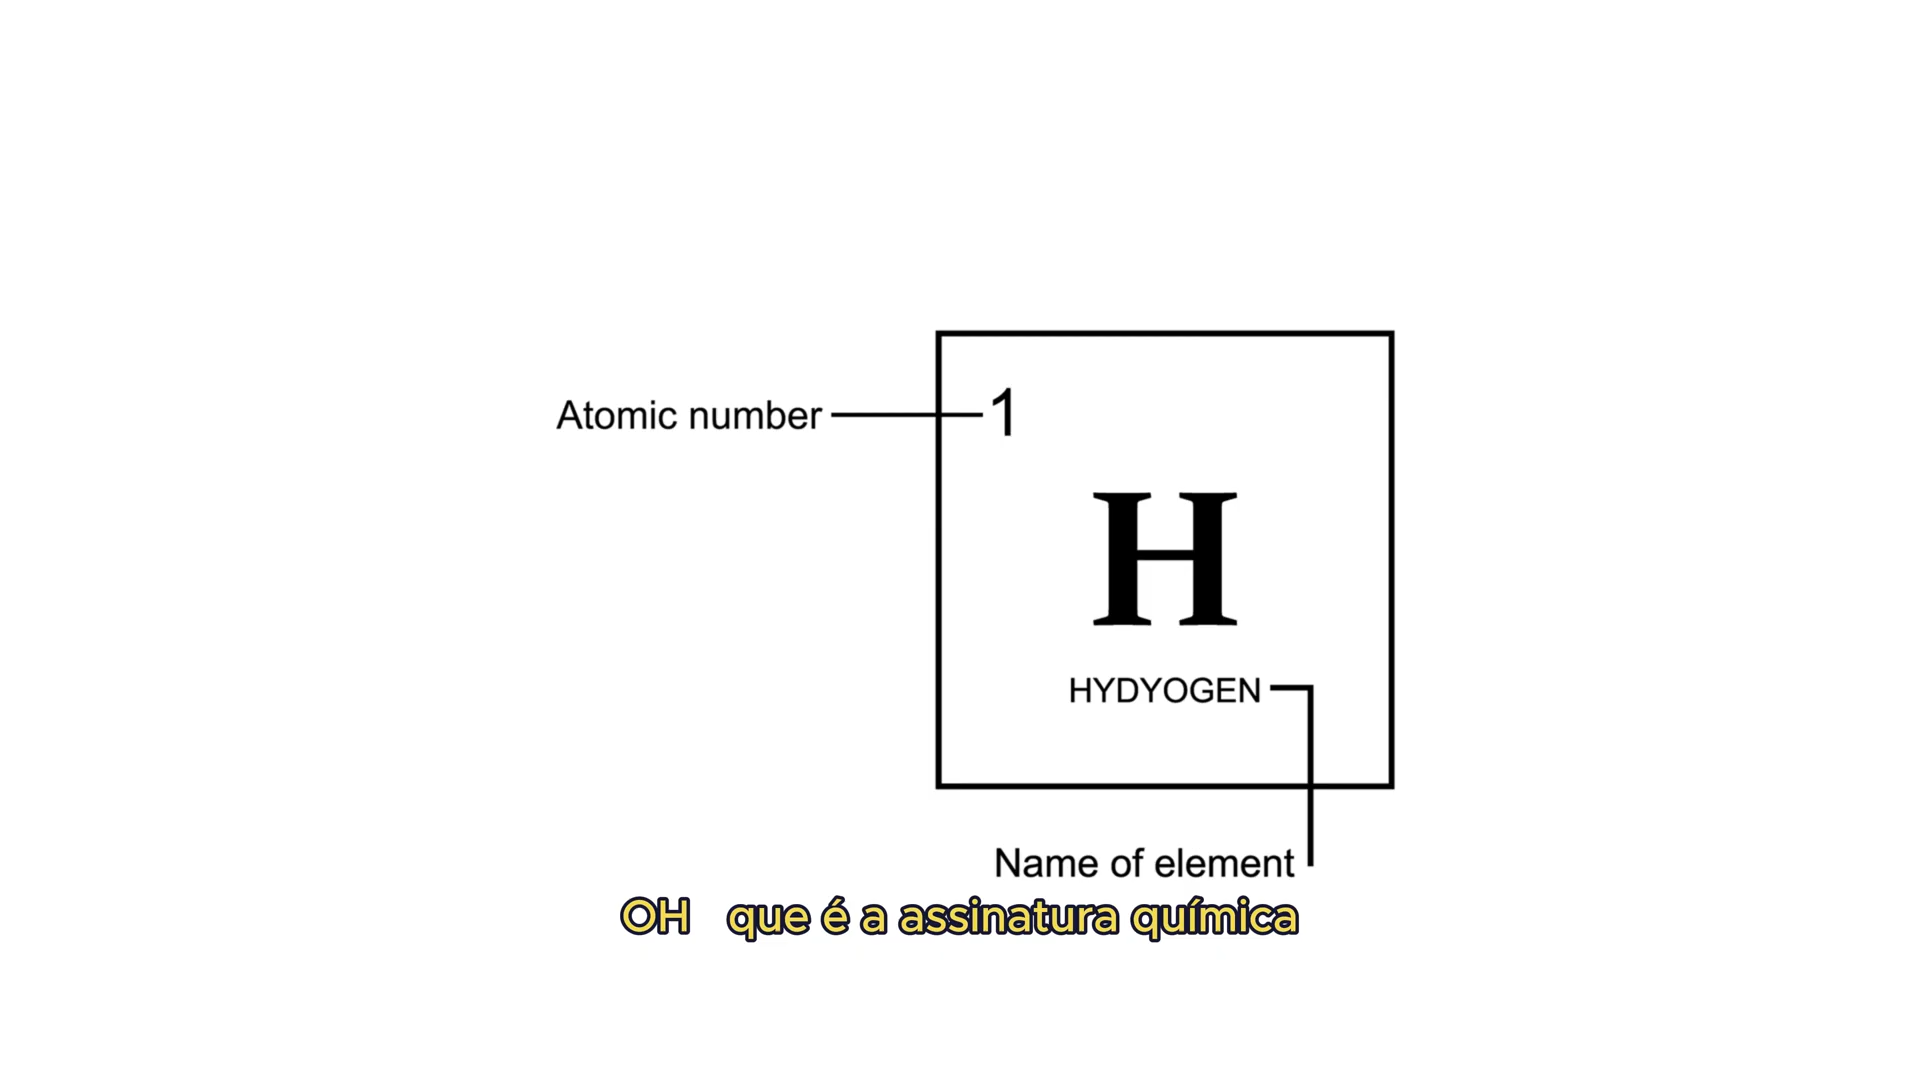 Atomic number
1
H
HYDYOGEN
Name of element
OH que é a assinatura química